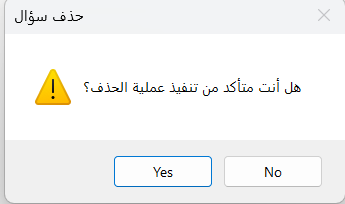 حذف سؤال
هل أنت متأكد من تنفيذ عملية الحذف؟
Yes
No